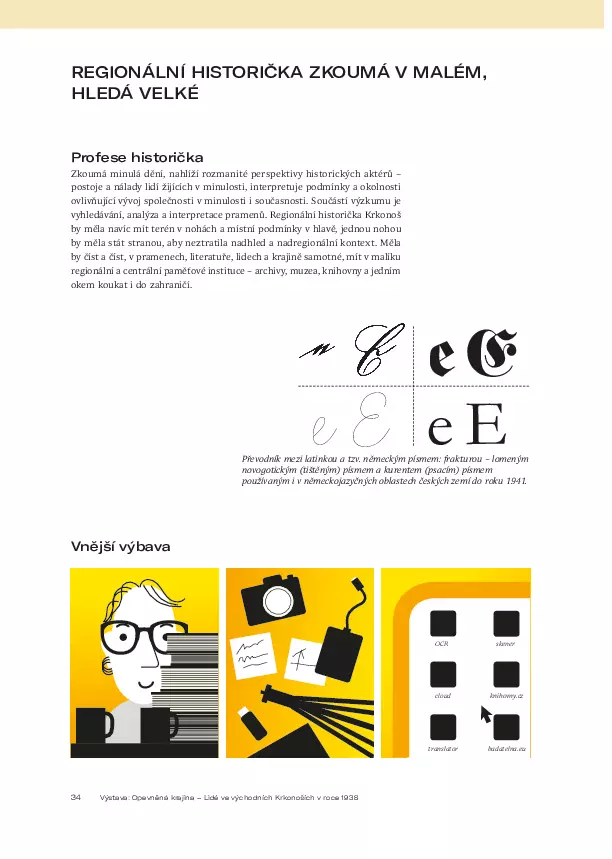 REGIONÁLNÍ HISTORIČKA ZKOUMÁ V MALÉM,
HLEDÁ VELKÉ
Profese historička
Zkoumá minulá dění, nahlíží rozmanité perspektivy historických aktérů –
postoje a nálady lidí žijících v minulosti, interpretuje podmínky a okolnosti
ovlivňující vývoj společnosti v minulosti i současnosti. Součástí výzkumu je
vyhledávání, analýza a interpretace pramenů. Regionální historička Krkonoš
by měla navíc mít terén v nohách a místní podmínky v hlavě, jednou nohou
by měla stát stranou, aby neztratila nadhled a nadregionální kontext. Měla
by číst a číst, v pramenech, literatuře, lidech a krajině samotné, mít v malíku
regionální a centrální paměťové instituce – archivy, muzea, knihovny a jedním
okem koukat i do zahraničí.
e E e E
e E e E
Převodník mezi latinkou a tzv. německým písmem: frakturou – lomeným
novogotickým (tištěným) písmem a kurentem (psacím) písmem
používaným i v německojazyčných oblastech českých zemí do roku 1941.
Vnější výbava
OCR skener
cloud knihovny.cz
translator badatelna.eu
34 Výstava: Opevněná krajina – Lidé ve východních Krkonoších v roce 1938